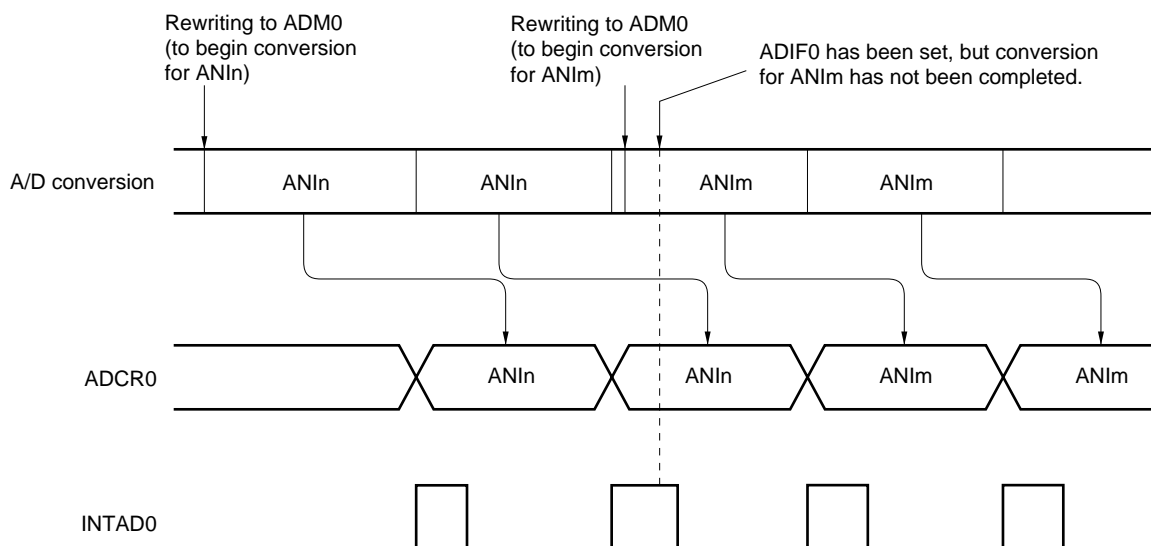 Rewriting to ADM0
(to begin conversion
for ANIn)
Rewriting to ADM0
(to begin conversion
for ANIm)
ADIF0 has been set, but conversion
for ANIm has not been completed.
A/D conversion
ANIn
ANIn
ANIm
ANIm
ADCR0
ANIn
ANIn
ANIm
ANIm
INTAD0